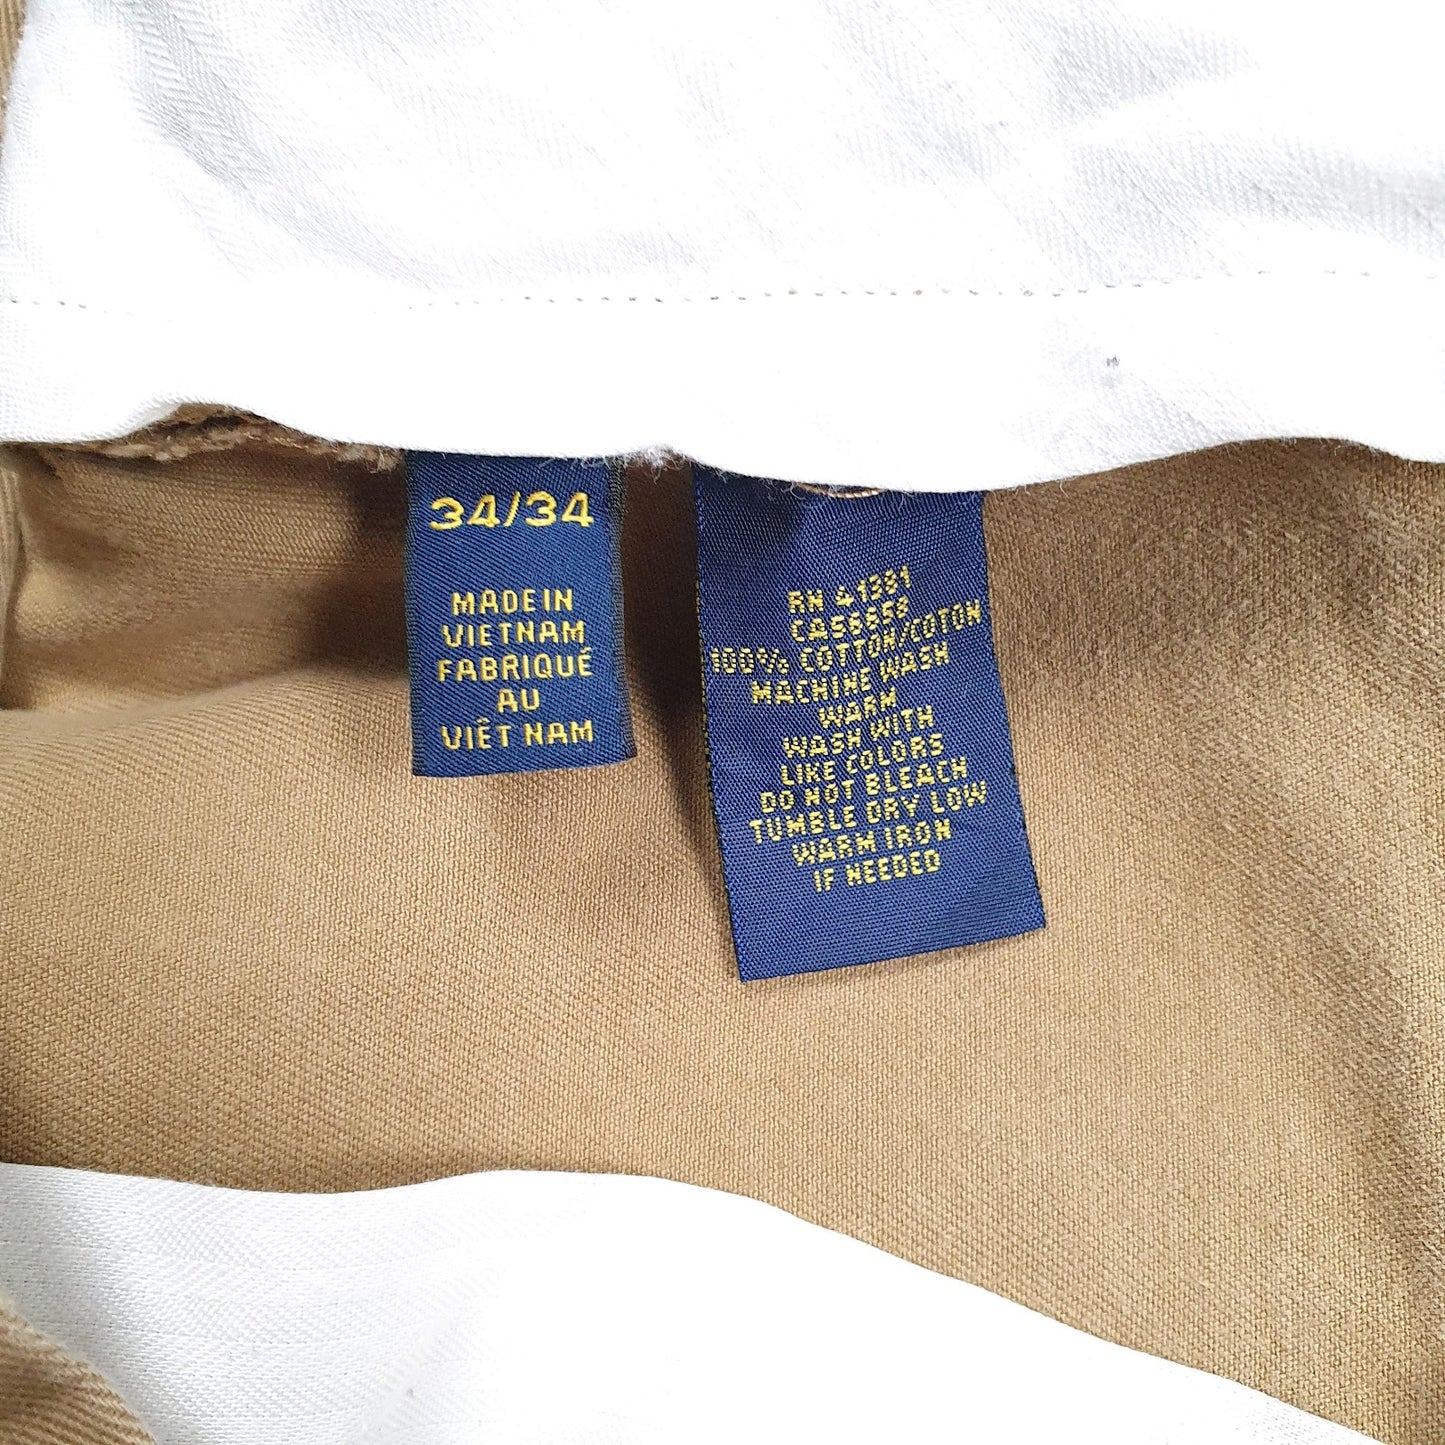 34/34
MADE IN
VIETNAM
FABRIQUÉ
AU
VIÊT NAM
RN 41381
CA56858
100% COTTON/COTON
MACHINE WASH
WARM
WASH WITH
LIKE COLORS
DO NOT BLEACH
TUMBLE DRY LOW
WARM IRON
IF NEEDED